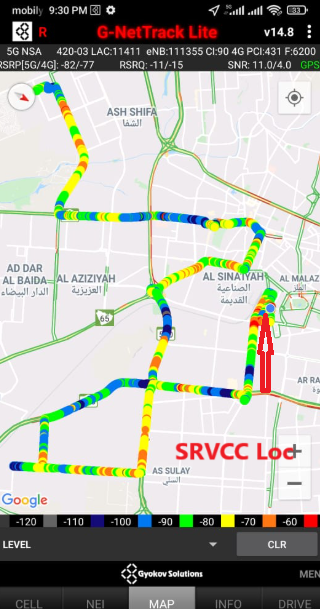 mobily 9:30 PM
R G-NetTrack Lite v14.8
5G NSA 420-03 LAC:11411 eNB:111355 CI:90 4G PCI:431 F:6200
RSRP[5G/4G]: -82/-77 RSRQ: -11/-15 SNR: 11.0/4.0 GPS
ASH SHIFA
الشفا
AD DAR
AL BAIDA
الدار البيضاء
AL AZIZIYAH
العزيزية
AL SINAIYAH
الصناعية
القديمة
AL MALAZ
الملز
65
AR RA
SRVCC Loc
AS SULAY
السلي
Google
-120 -110 -100 -90 -80 -70 -60
LEVEL CLR
Gyokov Solutions MEN
CELL NEI MAP INFO DRIVE